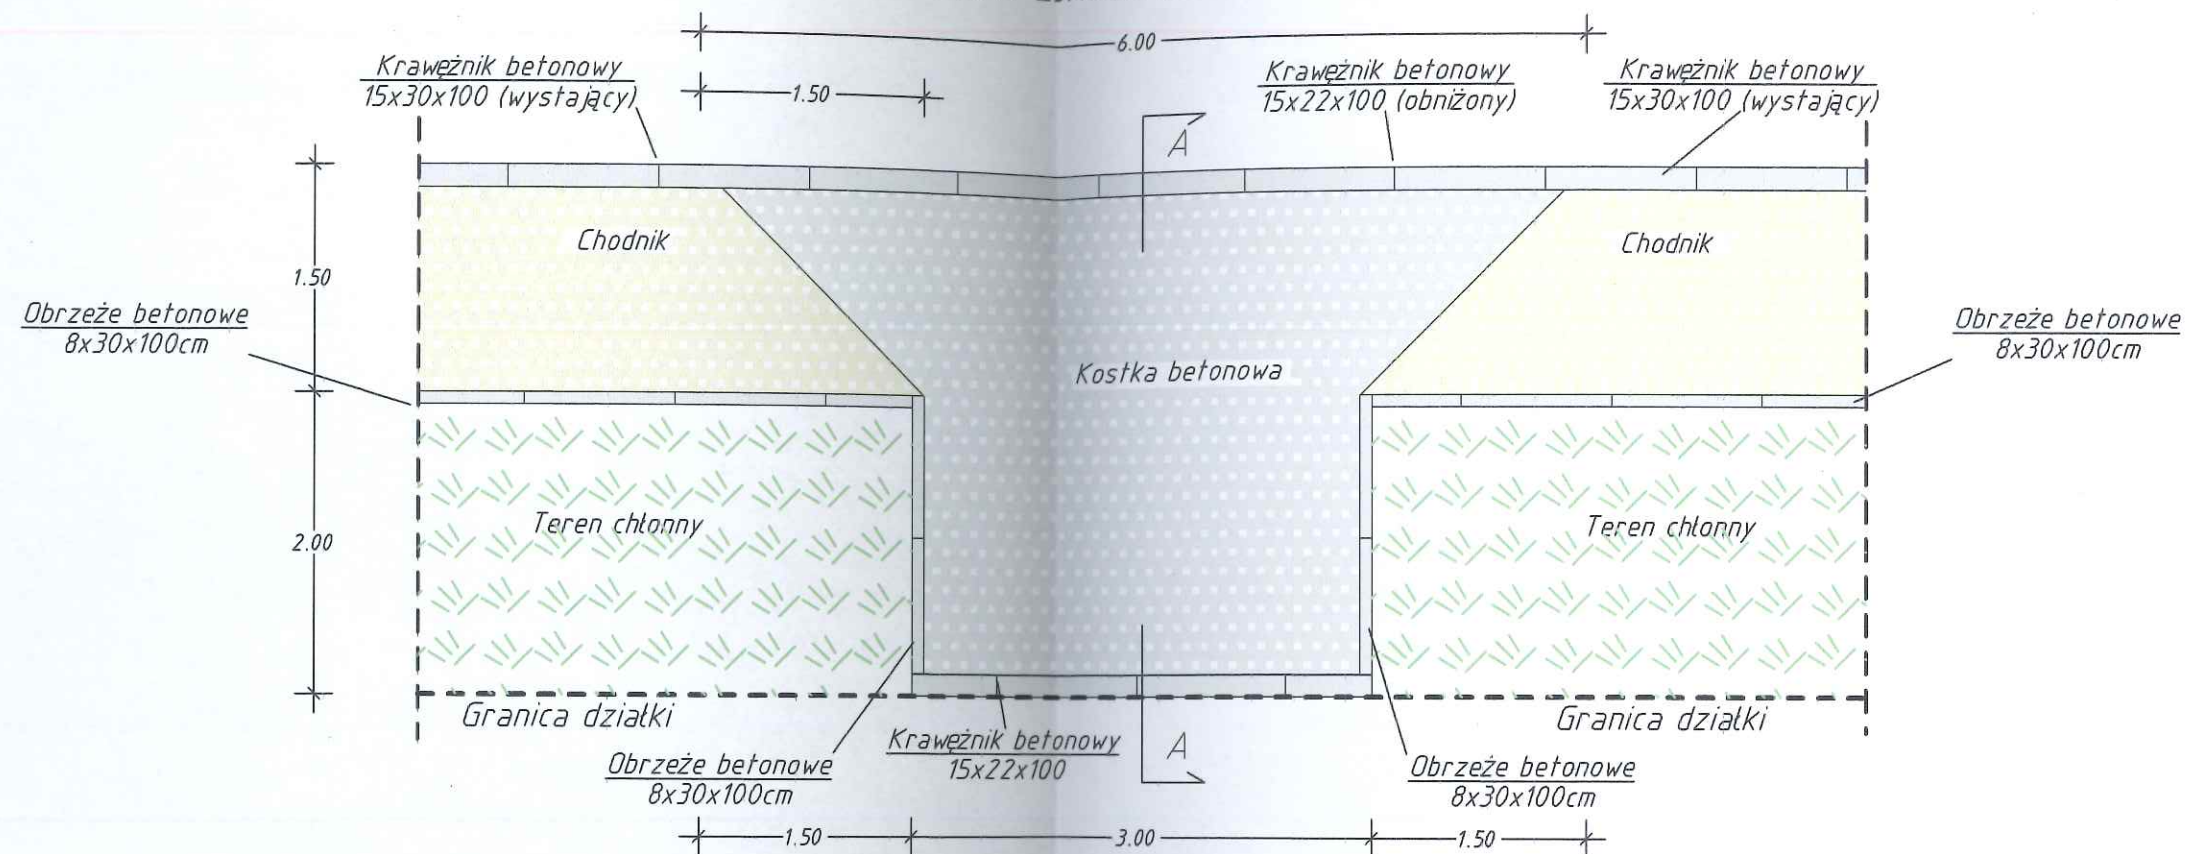 6.00
Krawężnik betonowy
15x30x100 (wystający)
1.50
Krawężnik betonowy
15x22x100 (obniżony)
Krawężnik betonowy
15x30x100 (wystający)
A
Chodnik
Chodnik
1.50
Obrzeże betonowe
8x30x100cm
Obrzeże betonowe
8x30x100cm
Kostka betonowa
Teren chłonny
Teren chłonny
2.00
Granica działki
Granica działki
Krawężnik betonowy
15x22x100
A
Obrzeże betonowe
8x30x100cm
Obrzeże betonowe
8x30x100cm
1.50
3.00
1.50